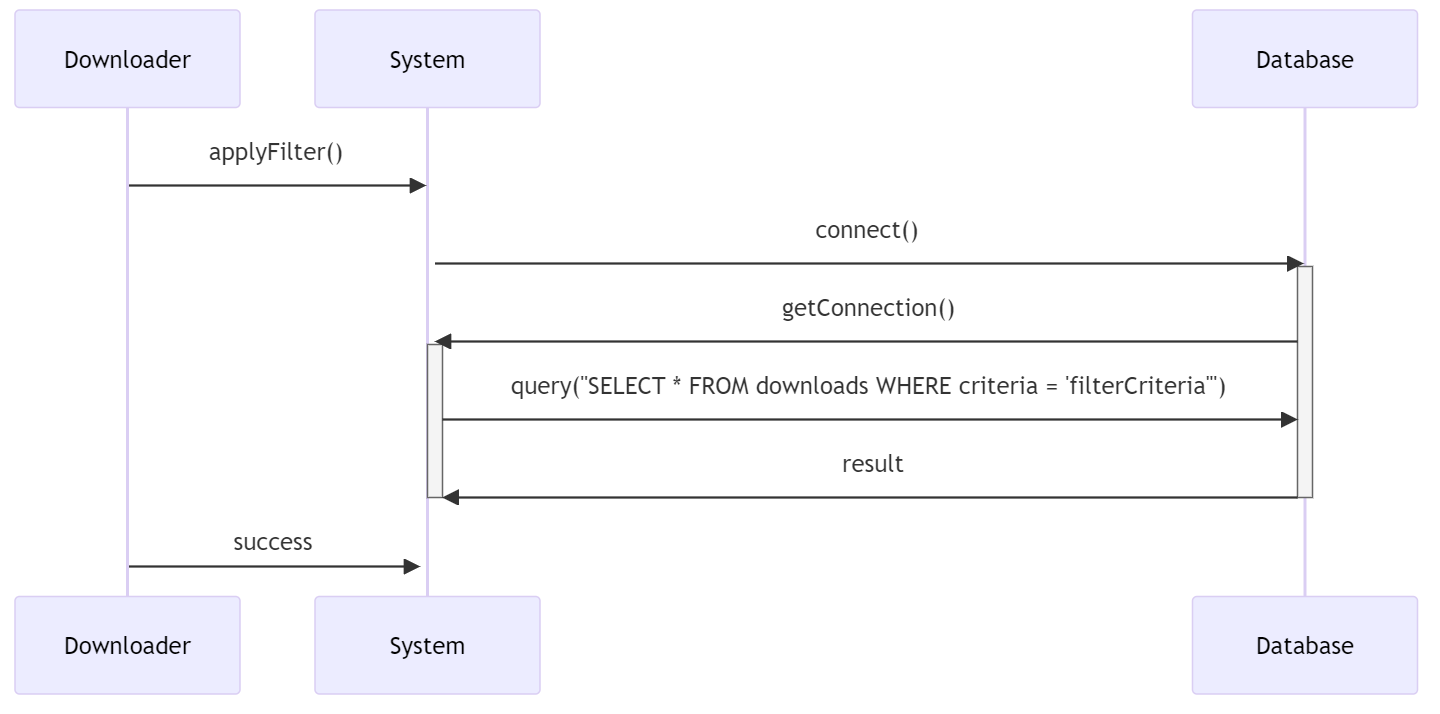 Downloader
System
Database
applyFilter()
connect()
getConnection()
query("SELECT * FROM downloads WHERE criteria = 'filterCriteria'")
result
success
Downloader
System
Database